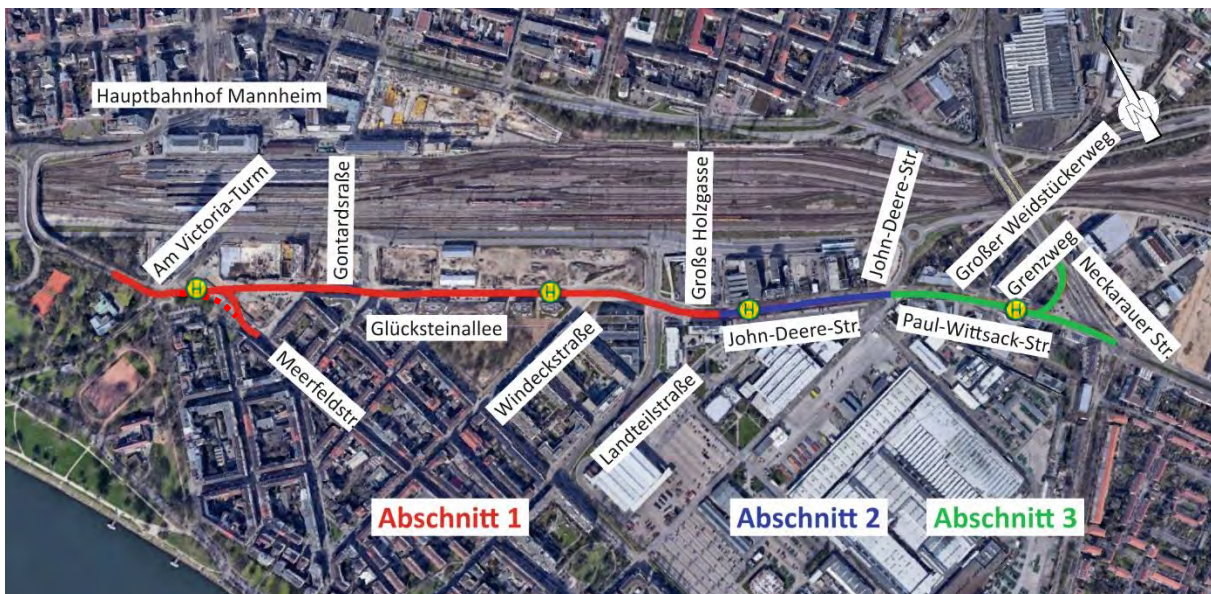 Hauptbahnhof Mannheim
Am Victoria-Turm
Gontardsraße
Große Holzgasse
John-Deere-Str.
Großer Weidstückerweg
Grenzweg
Neckarauer Str.
N
H
H
H
H
Glücksteinallee
Windeckstraße
John-Deere-Str.
Paul-Wittsack-Str.
Meerfeldstr.
Landteilstraße
Abschnitt 1
Abschnitt 2
Abschnitt 3